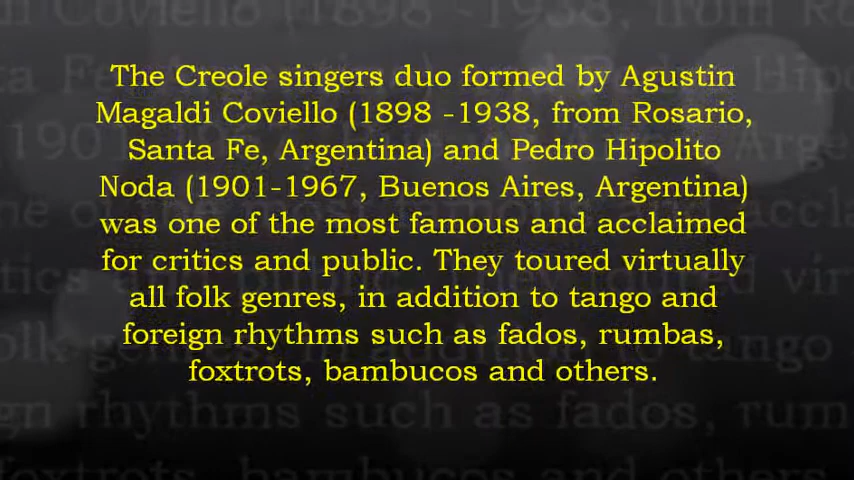 The Creole singers duo formed by Agustin
Magaldi Coviello (1898 -1938, from Rosario,
Santa Fe, Argentina) and Pedro Hipolito
Noda (1901-1967, Buenos Aires, Argentina)
was one of the most famous and acclaimed
for critics and public. They toured virtually
all folk genres, in addition to tango and
foreign rhythms such as fados, rumbas,
foxtrots, bambucos and others.